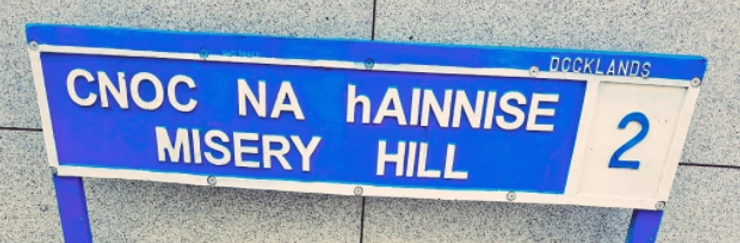 DOCKLANDS
CNOC NA hAINNISE
MISERY HILL
2